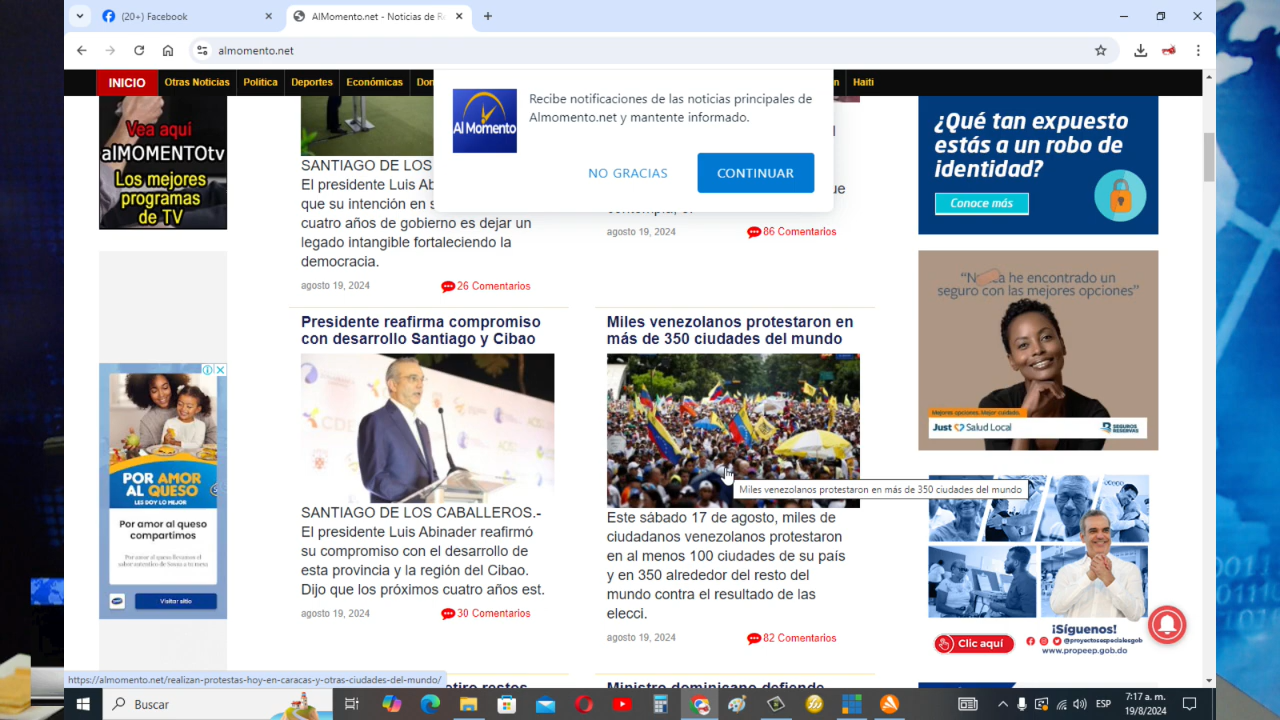 (20+) Facebook
AlMomento.net - Noticias de Re
almomento.net
INICIO
Otras Noticias
Politica
Deportes
Económicas
Haiti
Recibe notificaciones de las noticias principales de
Almomento.net y mantente informado.
NO GRACIAS
CONTINUAR
Al Momento
Vea aquí
alMOMENTOtv
Los mejores
programas
de TV
SANTIAGO DE LOS
El presidente Luis Ab
que su intención en s
cuatro años de gobierno es dejar un
legado intangible fortaleciendo la
democracia.
agosto 19, 2024
26 Comentarios
agosto 19, 2024
86 Comentarios
Presidente reafirma compromiso
con desarrollo Santiago y Cibao
SANTIAGO DE LOS CABALLEROS.-
El presidente Luis Abinader reafirmó
su compromiso con el desarrollo de
esta provincia y la región del Cibao.
Dijo que los próximos cuatro años est.
agosto 19, 2024
30 Comentarios
Miles venezolanos protestaron en
más de 350 ciudades del mundo
Miles venezolanos protestaron en más de 350 ciudades del mundo
Este sábado 17 de agosto, miles de
ciudadanos venezolanos protestaron
en al menos 100 ciudades de su país
y en 350 alrededor del resto del
mundo contra el resultado de las
elecci.
agosto 19, 2024
82 Comentarios
Ministro dominicano defiende
¿Qué tan expuesto
estás a un robo de
identidad?
Conoce más
he encontrado un
seguro con las mejores opciones”
Mejores opciones. Mejor cuidado.
Just Salud Local
SEGUROS
RESERVAS
¡Síguenos!
@proyectosespecialesgob
www.propeep.gob.do
Clic aquí
POR AMOR
AL QUESO
LES DOY LO MEJOR
Por amor al queso
compartimos
Visitar sitio
https://almomento.net/realizan-protestas-hoy-en-caracas-y-otras-ciudades-del-mundo/
Buscar
ESP
7:17 a. m.
19/8/2024